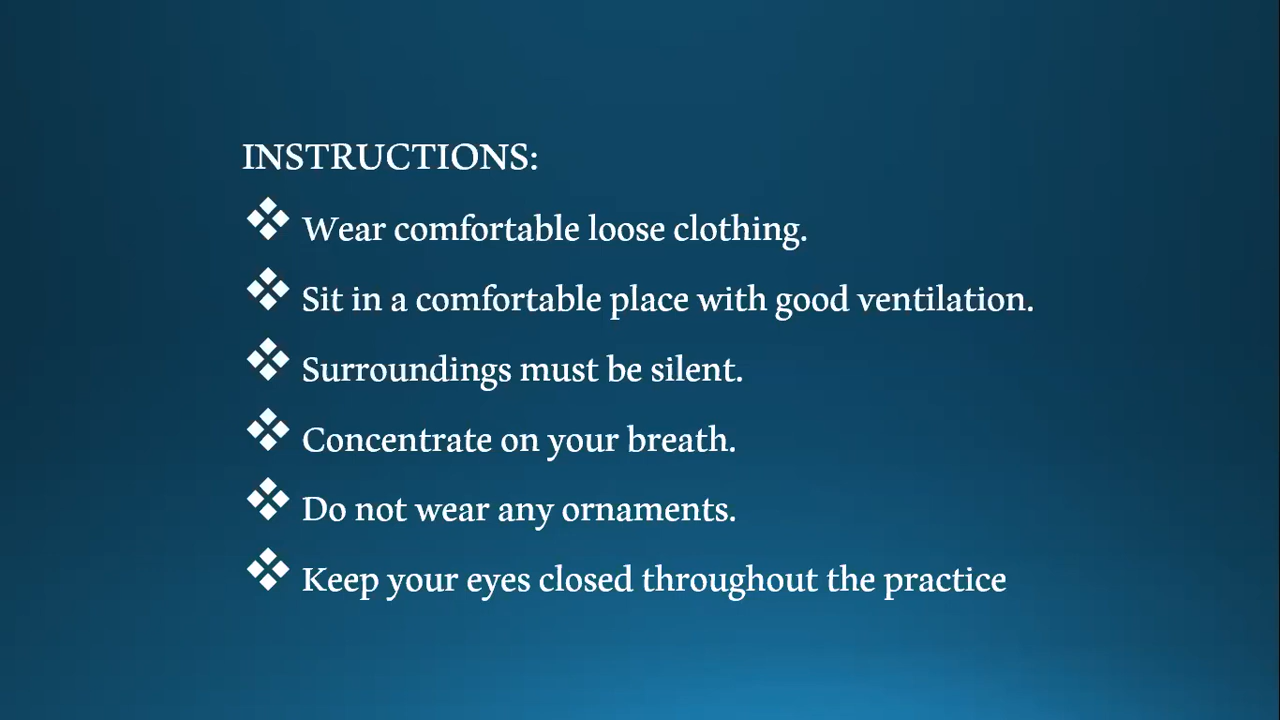 INSTRUCTIONS:
❖ Wear comfortable loose clothing.
❖ Sit in a comfortable place with good ventilation.
❖ Surroundings must be silent.
❖ Concentrate on your breath.
❖ Do not wear any ornaments.
❖ Keep your eyes closed throughout the practice